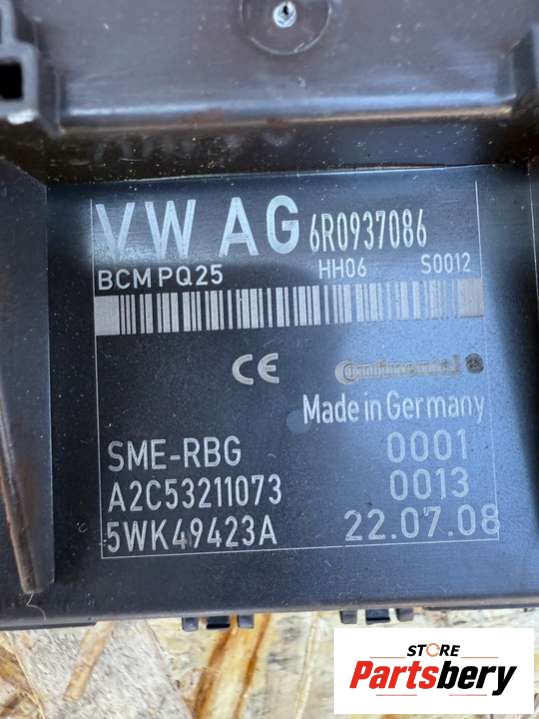 VW AG 6R0937086
BCM PQ25 HH06 S0012
CE Continental
Made in Germany
SME-RBG 0001
A2C53211073 0013
5WK49423A 22.07.08
STORE
Partsbery